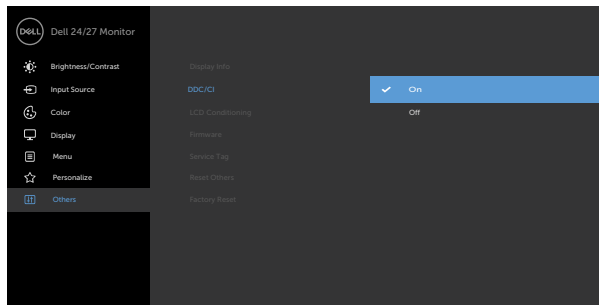 DELL Dell 24/27 Monitor
Brightness/Contrast
Input Source
Color
Display
Menu
Personalize
Others
Display Info
DDC/CI
LCD Conditioning
Firmware
Service Tag
Reset Others
Factory Reset
On
Off